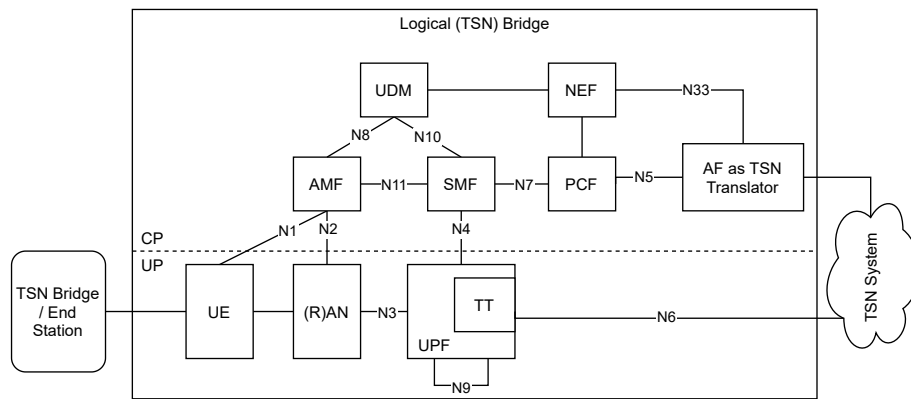 Logical (TSN) Bridge
UDM
NEF
N33
N8
N10
AMF
N11
SMF
N7
PCF
N5
AF as TSN
Translator
N1
N2
N4
CP
UP
TSN Bridge
/ End
Station
UE
(R)AN
N3
TT
UPF
N6
N9
TSN System